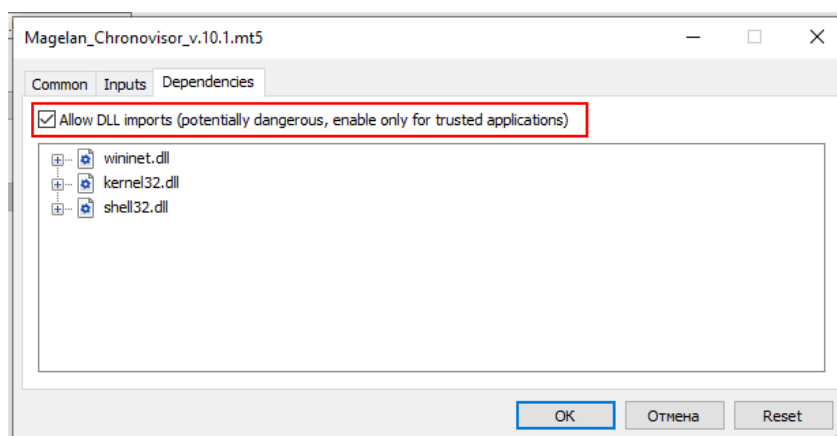 Magelan_Chronovisor_v.10.1.mt5
Common Inputs Dependencies
Allow DLL imports (potentially dangerous, enable only for trusted applications)
wininet.dll
kernel32.dll
shell32.dll
OK Отмена Reset